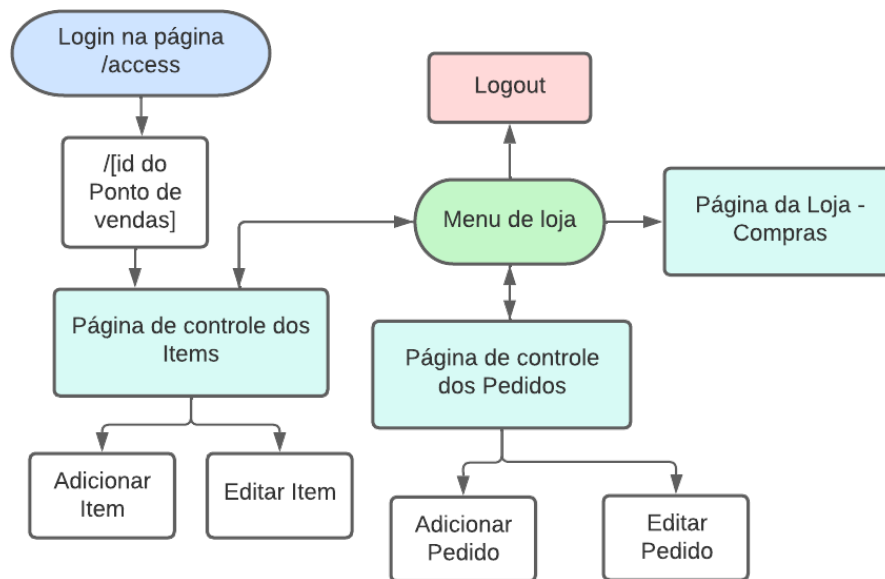 Login na página
/access
Logout
/[id do
Ponto de
vendas]
Menu de loja
Página da Loja -
Compras
Página de controle dos
Items
Página de controle
dos Pedidos
Adicionar
Item
Editar Item
Adicionar
Pedido
Editar
Pedido